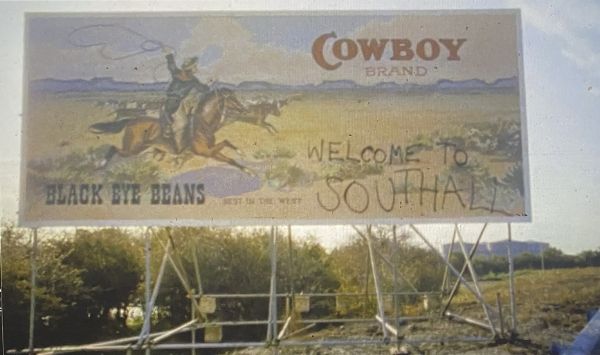 COWBOY
BRAND
WELCOME TO
SOUTHALL
BLACK EYE BEANS
BEST IN THE WEST